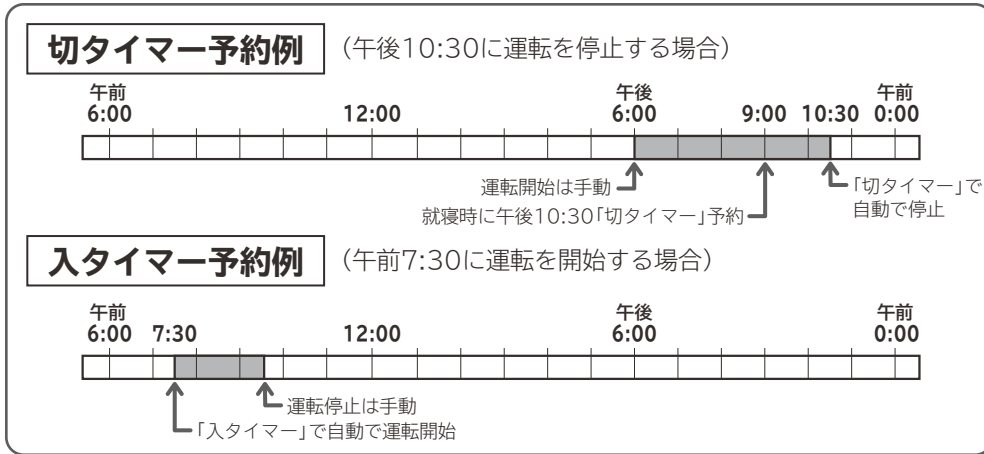 切タイマー予約例 (午後10:30に運転を停止する場合)
午前 午後 午前
6:00 12:00 6:00 9:00 10:30 0:00
運転開始は手動 「切タイマー」で
就寝時に午後10:30「切タイマー」予約 自動で停止
入タイマー予約例 (午前7:30に運転を開始する場合)
午前 午後 午前
6:00 7:30 12:00 6:00 0:00
運転停止は手動
「入タイマー」で自動で運転開始